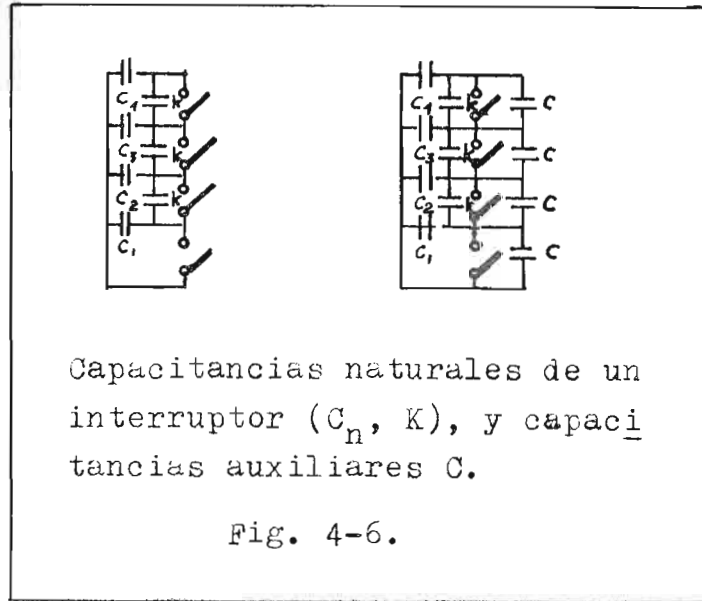 C₄ K
C₃ K
C₂ K
C₁
C₄ K C
C₃ K C
C₂ K C
C₁ C
Capacitancias naturales de un
interruptor (Cₙ, K), y capaci
tancias auxiliares C.
Fig. 4-6.